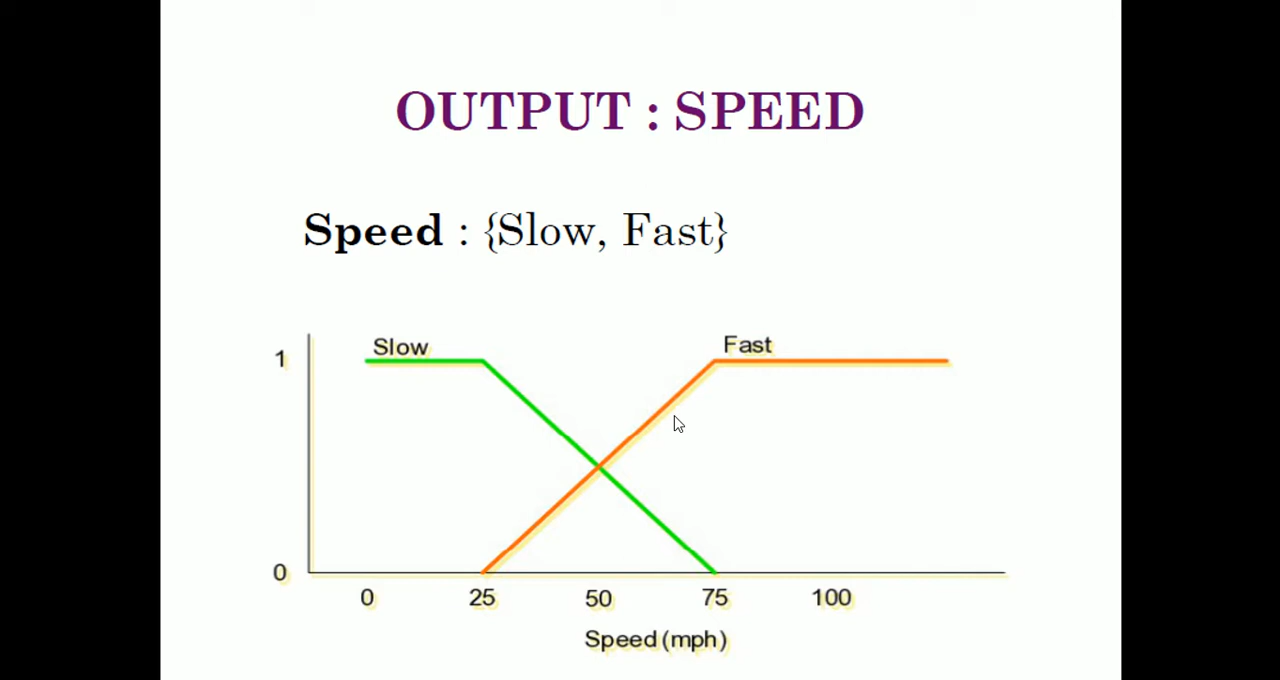 OUTPUT : SPEED
Speed : {Slow, Fast}
Slow Fast
1
0
0 25 50 75 100
Speed (mph)